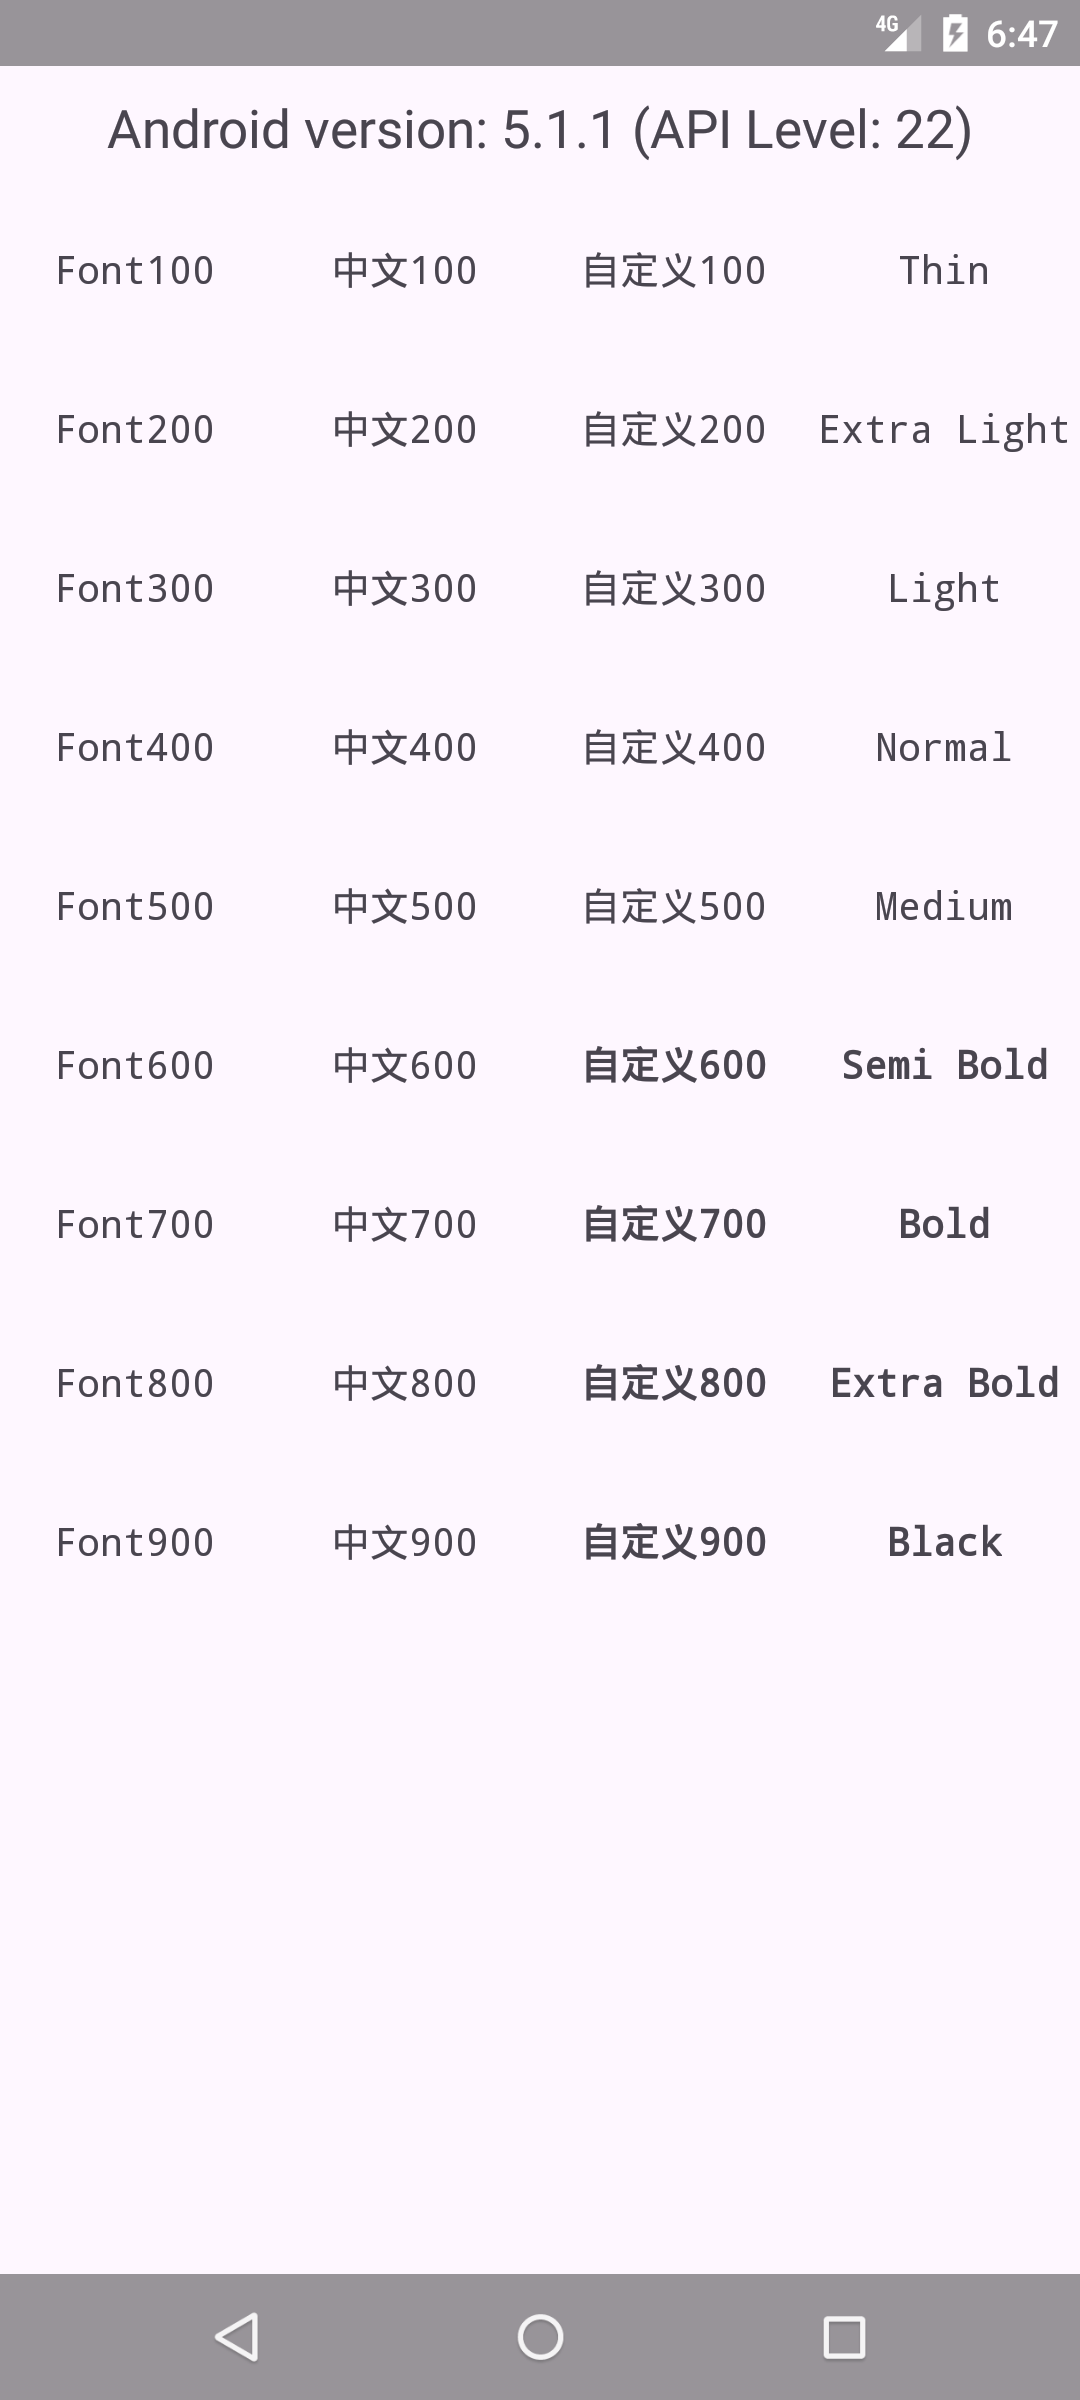 4G 6:47
Android version: 5.1.1 (API Level: 22)
Font100 中文100 自定义100 Thin
Font200 中文200 自定义200 Extra Light
Font300 中文300 自定义300 Light
Font400 中文400 自定义400 Normal
Font500 中文500 自定义500 Medium
Font600 中文600 自定义600 Semi Bold
Font700 中文700 自定义700 Bold
Font800 中文800 自定义800 Extra Bold
Font900 中文900 自定义900 Black